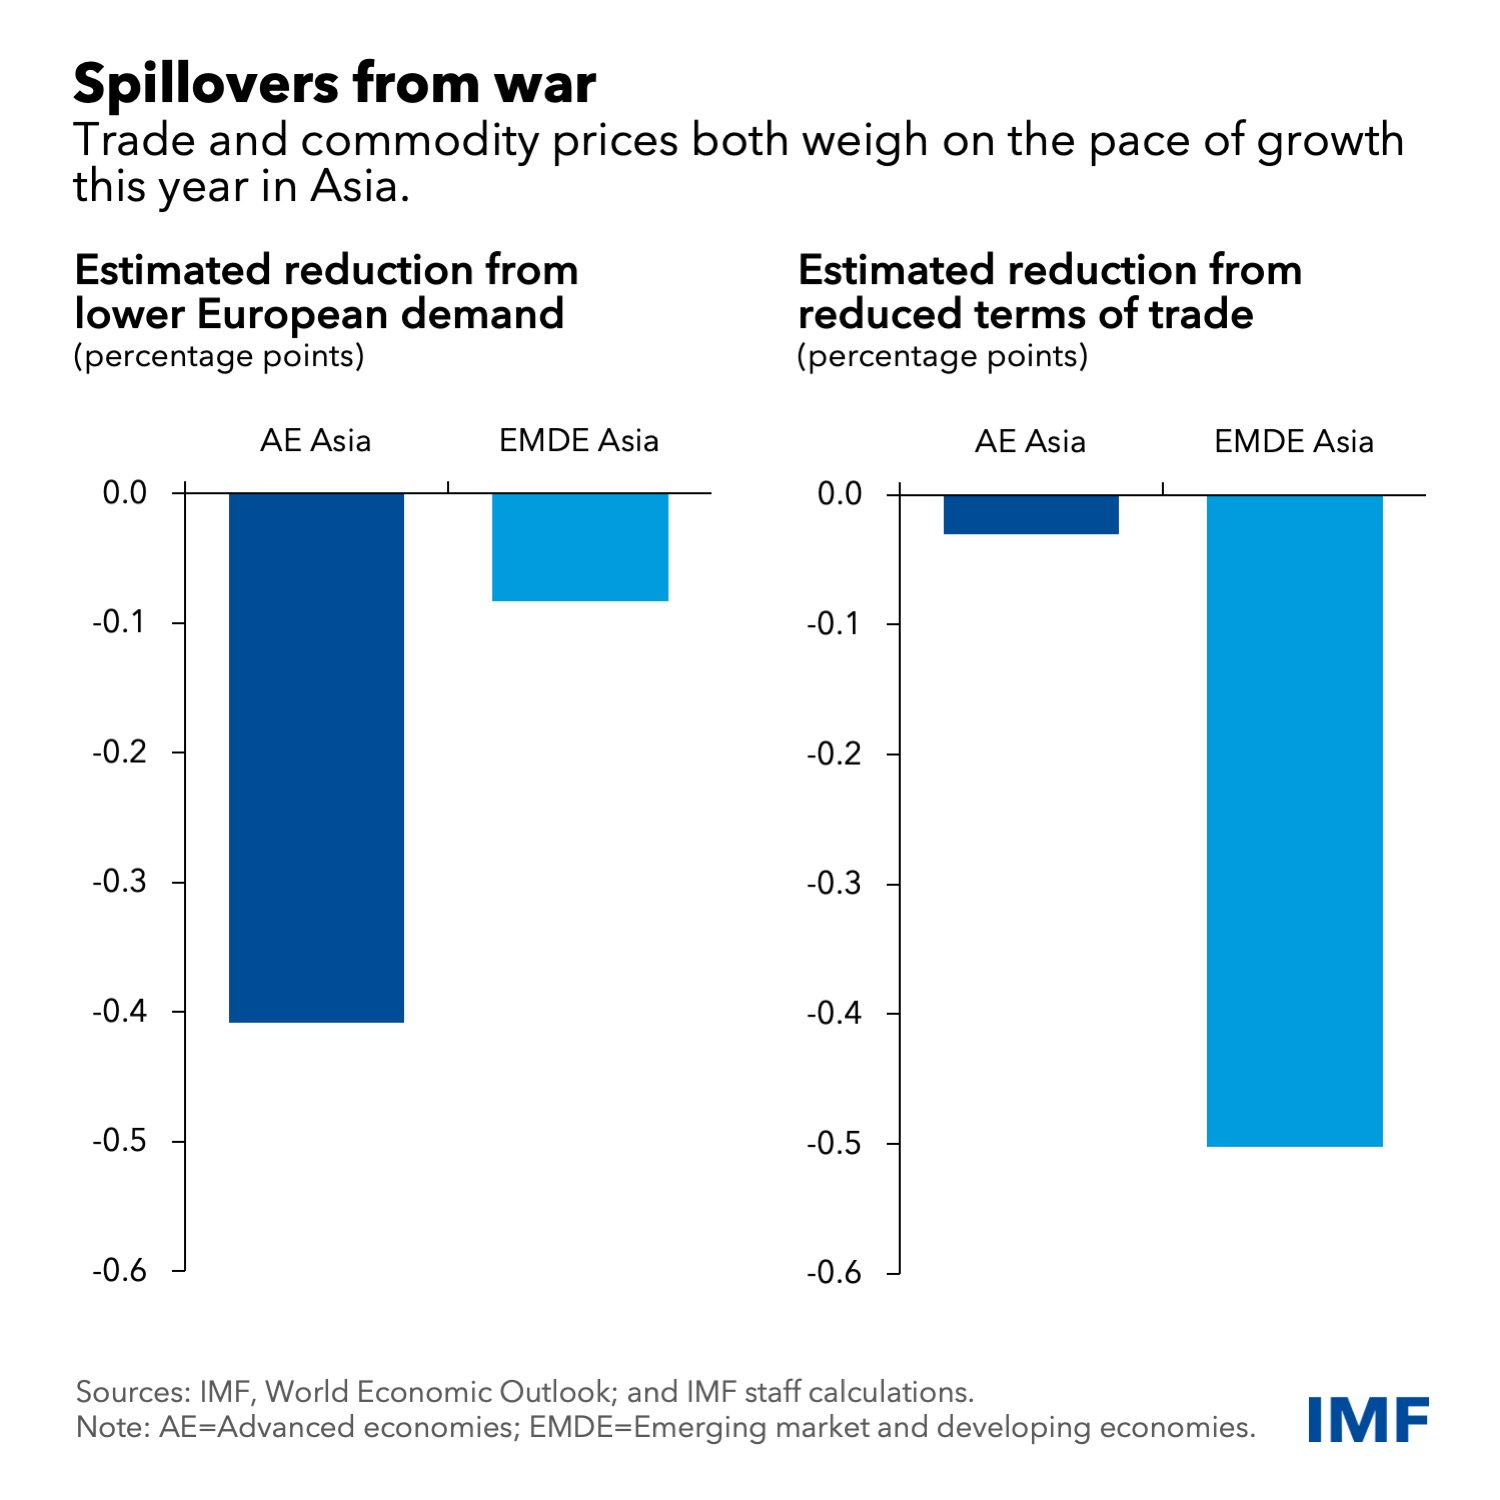 Spillovers from war
Trade and commodity prices both weigh on the pace of growth
this year in Asia.
Estimated reduction from
lower European demand
(percentage points)
AE Asia
EMDE Asia
0.0
-0.1
-0.2
-0.3
-0.4
-0.5
-0.6
Estimated reduction from
reduced terms of trade
(percentage points)
AE Asia
EMDE Asia
0.0
-0.1
-0.2
-0.3
-0.4
-0.5
-0.6
Sources: IMF, World Economic Outlook; and IMF staff calculations.
Note: AE=Advanced economies; EMDE=Emerging market and developing economies.
IMF